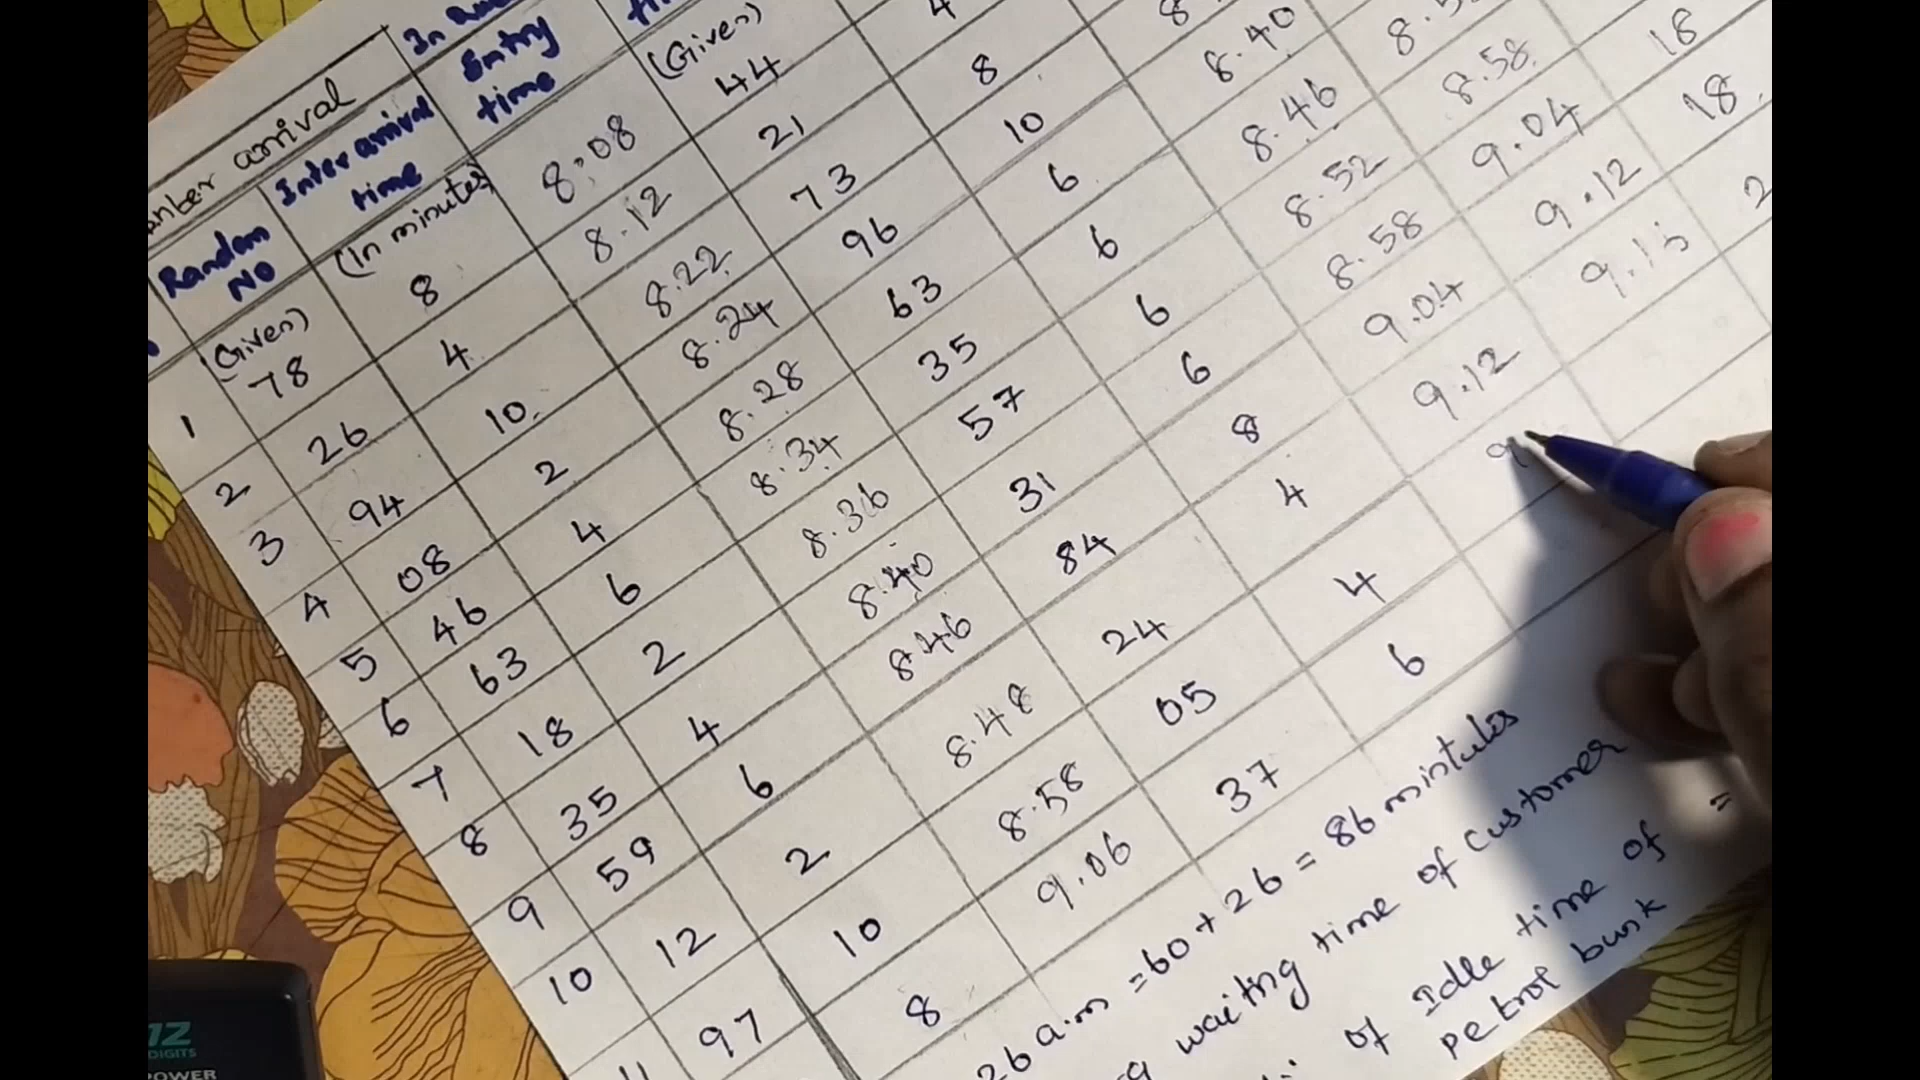 arrival
Random NO
Inter arrival time
Entry time
(Given)
(In minutes)
(Given)
1 78 8 8:08 44
2 26 4 8.12 21 4
3 94 10 8.22 73 8
4 08 2 8.24 96 10
5 46 4 8.28 63 6 8.40
6 63 6 8.34 35 6 8.46
7 18 2 8.36 57 6 8.52 8.58
8 35 4 8.40 31 6 8.58 9.04 18
9 59 6 8.46 84 8 9.04 9.12 18
10 12 2 8.48 24 4 9.12
11 97 10 8.58 05 4 9
8 9.06 37 6
26 a.m = 60 + 26 = 86 mintules
waiting time of Customer
of Idle time of =
petrol bunk
12
DIGITS
POWER